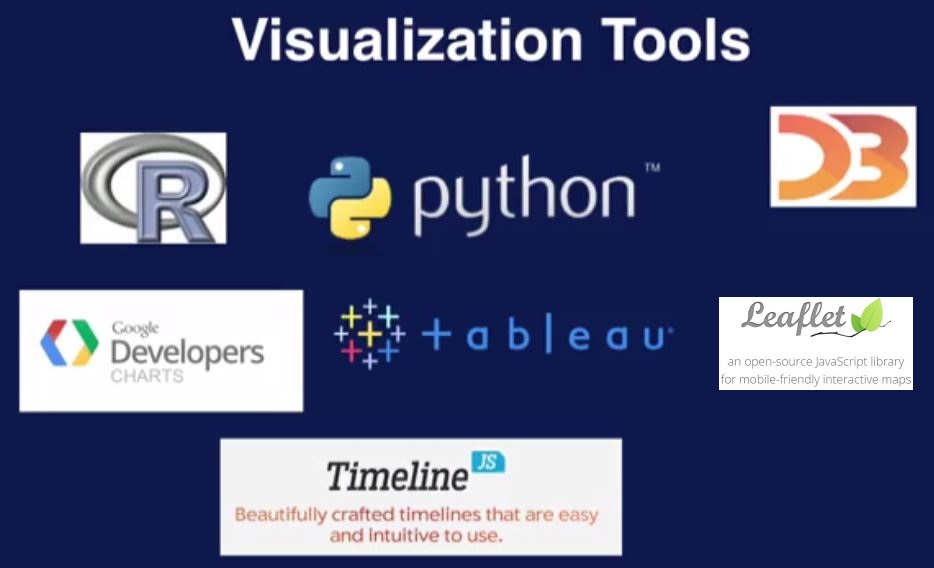 Visualization Tools
R
python™
D3
Google
Developers
CHARTS
+ableau
Leaflet
an open-source JavaScript library
for mobile-friendly interactive maps
Timeline JS
Beautifully crafted timelines that are easy
and intuitive to use.